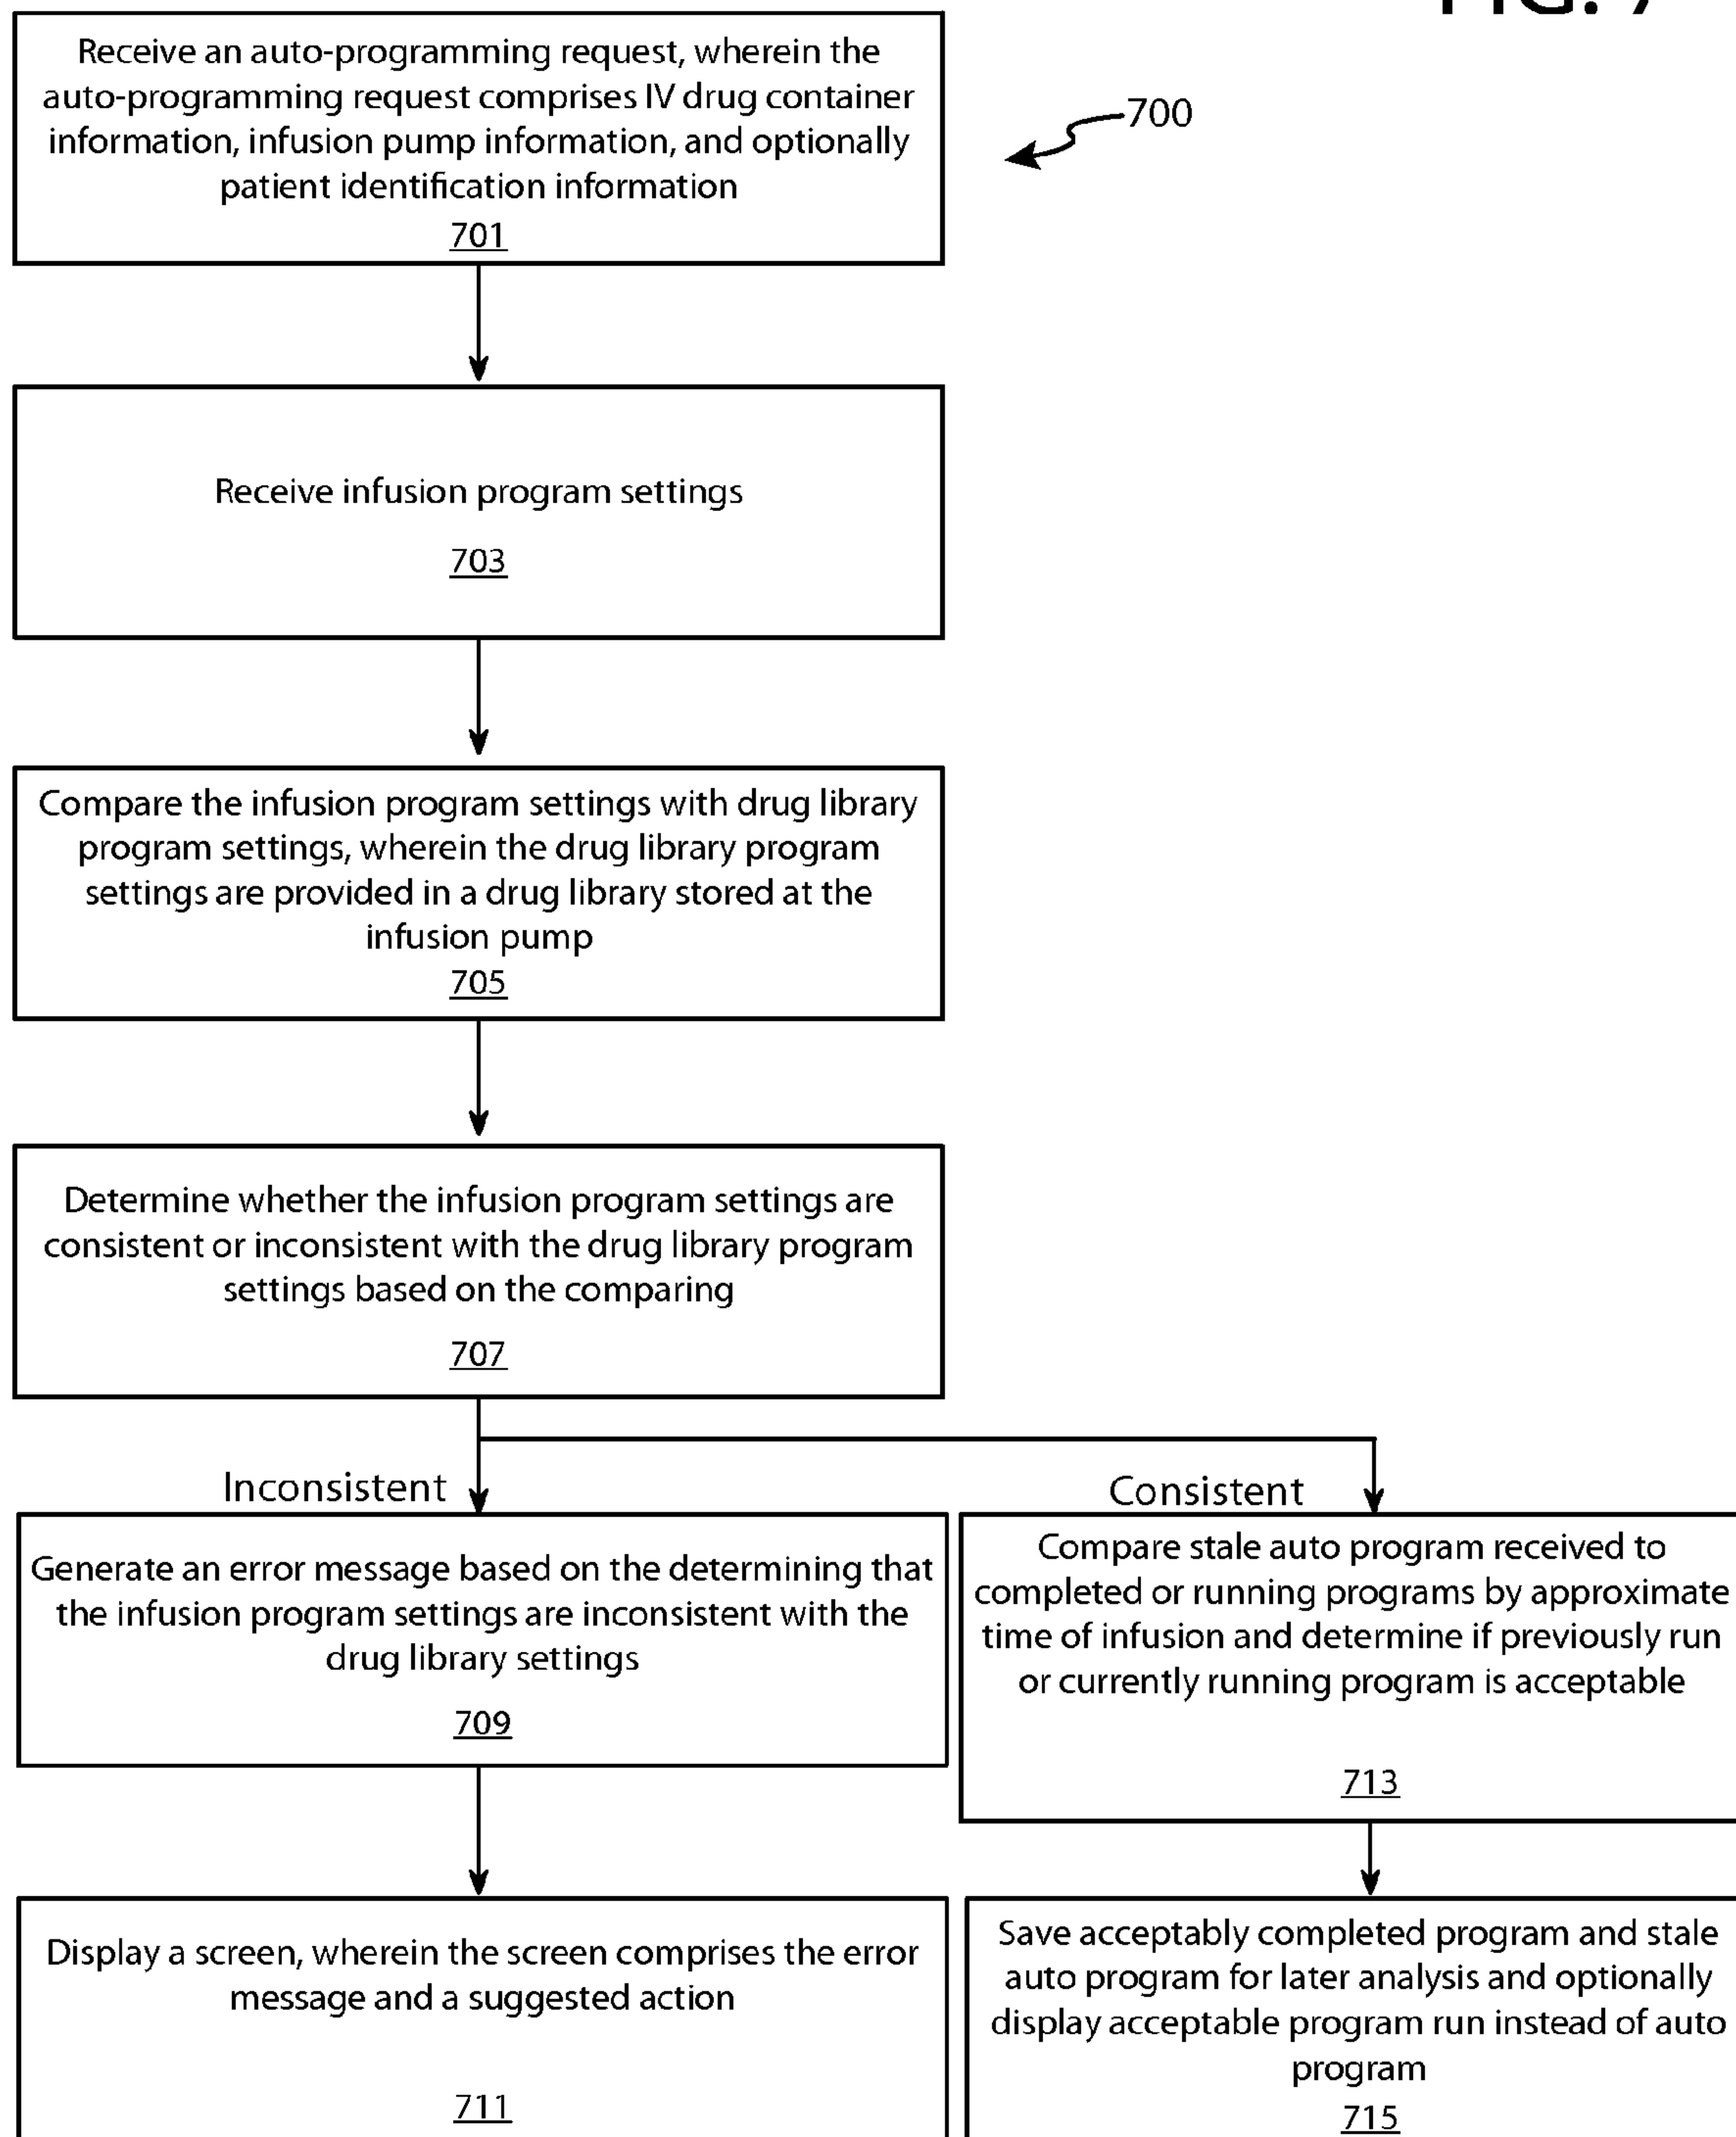 FIG. 7
Receive an auto-programming request, wherein the
auto-programming request comprises IV drug container
information, infusion pump information, and optionally
patient identification information
701
700
Receive infusion program settings
703
Compare the infusion program settings with drug library
program settings, wherein the drug library program
settings are provided in a drug library stored at the
infusion pump
705
Determine whether the infusion program settings are
consistent or inconsistent with the drug library program
settings based on the comparing
707
Inconsistent
Consistent
Generate an error message based on the determining that
the infusion program settings are inconsistent with the
drug library settings
709
Compare stale auto program received to
completed or running programs by approximate
time of infusion and determine if previously run
or currently running program is acceptable
713
Display a screen, wherein the screen comprises the error
message and a suggested action
711
Save acceptably completed program and stale
auto program for later analysis and optionally
display acceptable program run instead of auto
program
715